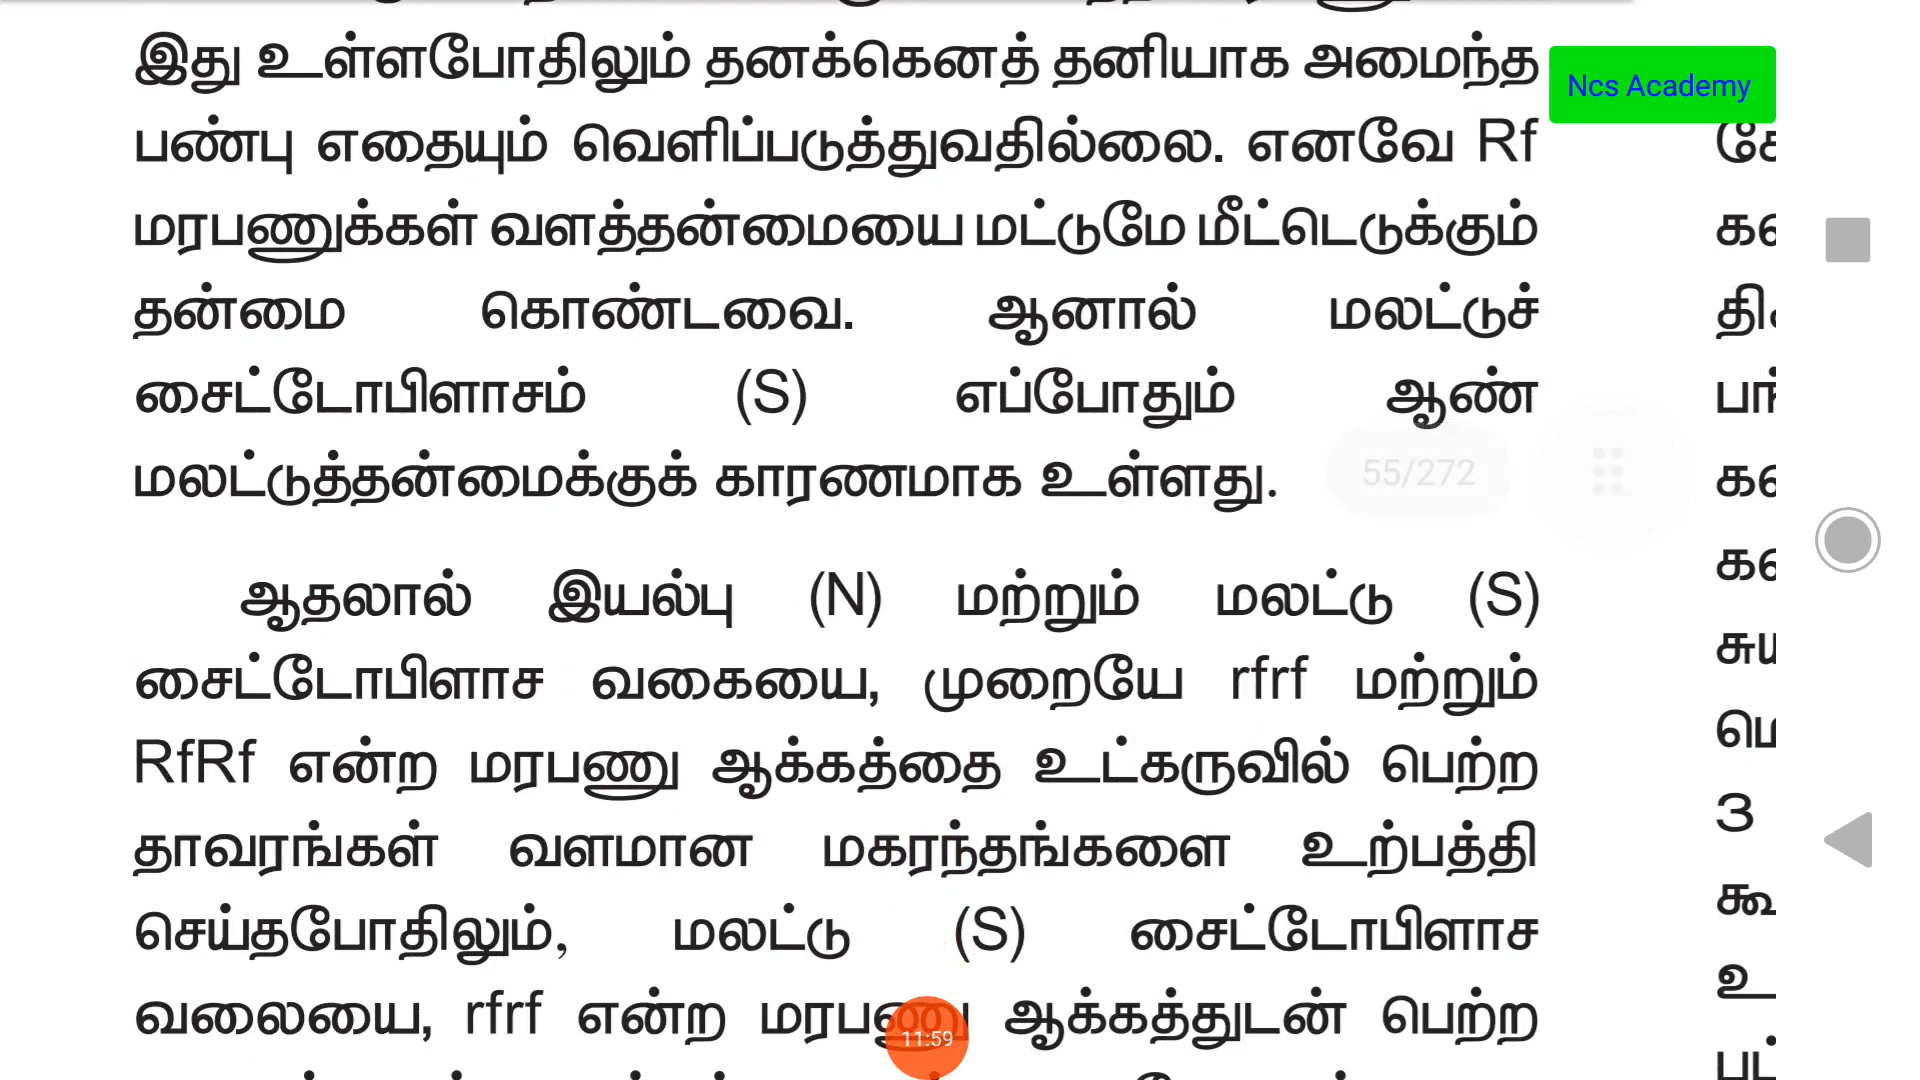 இது உள்ளபோதிலும் தனக்கெனத் தனியாக அமைந்த
பண்பு எதையும் வெளிப்படுத்துவதில்லை. எனவே Rf
மரபணுக்கள் வளத்தன்மையை மட்டுமே மீட்டெடுக்கும்
தன்மை கொண்டவை. ஆனால் மலட்டுச்
சைட்டோபிளாசம் (S) எப்போதும் ஆண்
மலட்டுத்தன்மைக்குக் காரணமாக உள்ளது.
ஆதலால் இயல்பு (N) மற்றும் மலட்டு (S)
சைட்டோபிளாச வகையை, முறையே rfrf மற்றும்
RfRf என்ற மரபணு ஆக்கத்தை உட்கருவில் பெற்ற
தாவரங்கள் வளமான மகரந்தங்களை உற்பத்தி
செய்தபோதிலும், மலட்டு (S) சைட்டோபிளாச
வலையை, rfrf என்ற மரபணு ஆக்கத்துடன் பெற்ற
Ncs Academy
55/272
11:59
3